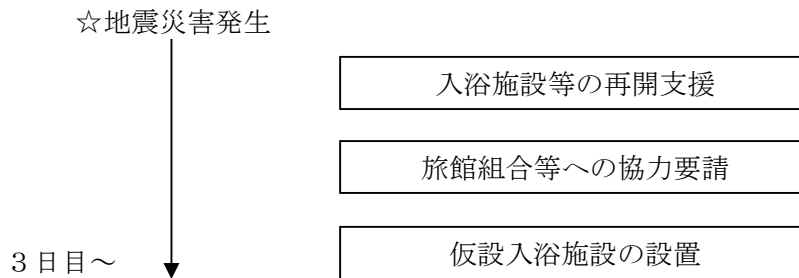 ☆地震災害発生
入浴施設等の再開支援
旅館組合等への協力要請
仮設入浴施設の設置
３日目～